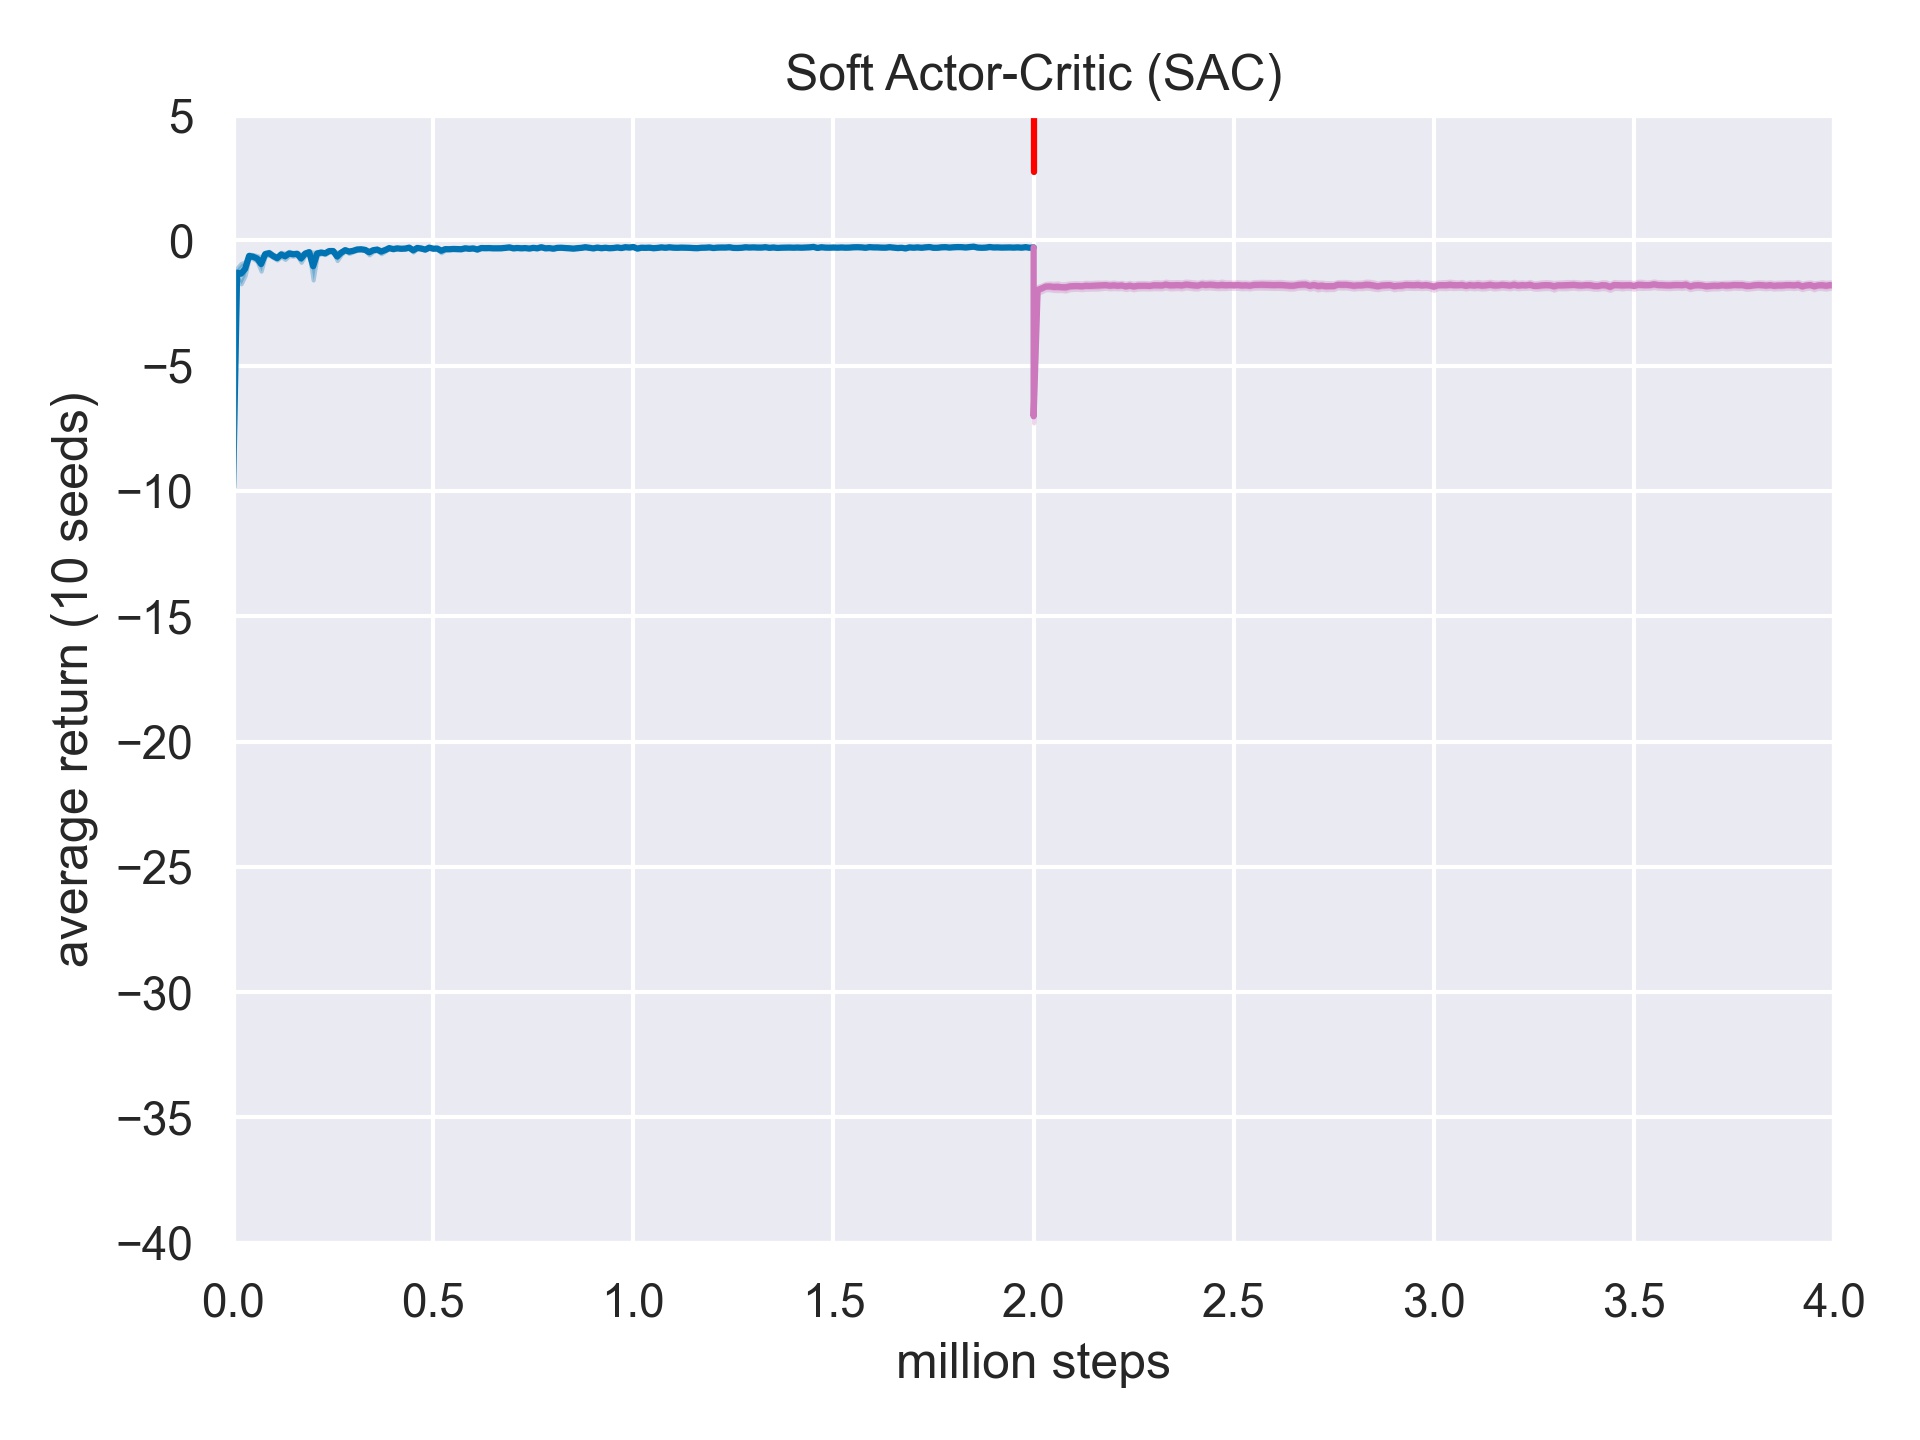 Soft Actor-Critic (SAC)
5
0
−5
−10
−15
−20
−25
−30
−35
−40
average return (10 seeds)
0.0 0.5 1.0 1.5 2.0 2.5 3.0 3.5 4.0
million steps